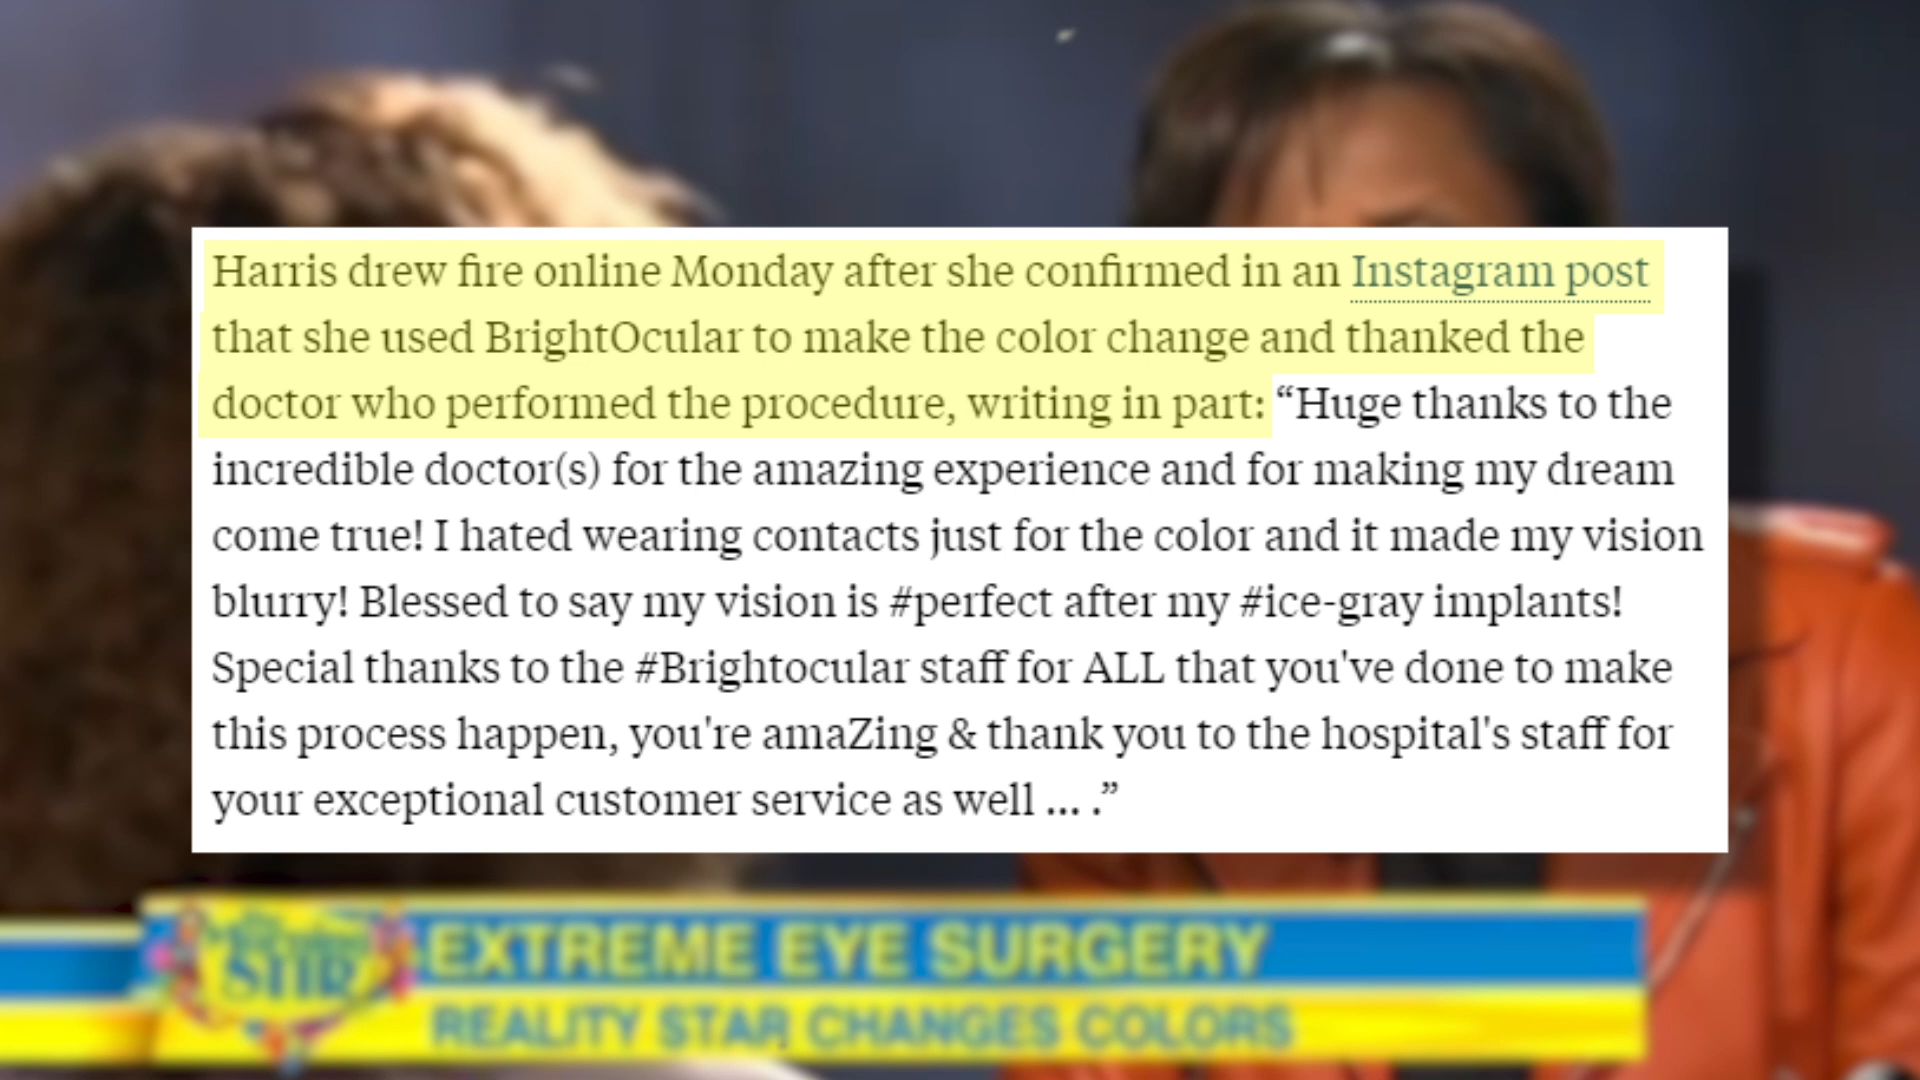 Harris drew fire online Monday after she confirmed in an Instagram post
that she used BrightOcular to make the color change and thanked the
doctor who performed the procedure, writing in part: “Huge thanks to the
incredible doctor(s) for the amazing experience and for making my dream
come true! I hated wearing contacts just for the color and it made my vision
blurry! Blessed to say my vision is #perfect after my #ice-gray implants!
Special thanks to the #Brightocular staff for ALL that you've done to make
this process happen, you're amaZing & thank you to the hospital's staff for
your exceptional customer service as well ... .”
EXTREME EYE SURGERY
REALITY STAR CHANGES COLORS